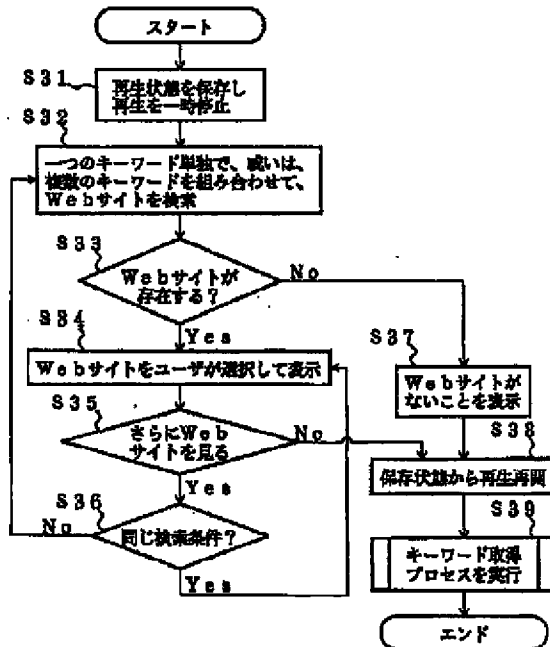 スタート
S31
再生状態を保存し
再生を一時停止
S32
一つのキーワード単独で、或いは、
複数のキーワードを組み合わせて、
Webサイトを検索
S33
Webサイトが
存在する?
No
Yes
S34
Webサイトをユーザが選択して表示
S35
さらにWeb
サイトを見る
No
Yes
S36
同じ検索条件?
No
Yes
S37
Webサイトが
ないことを表示
S38
保存状態から再生再開
S39
キーワード取得
プロセスを実行
エンド